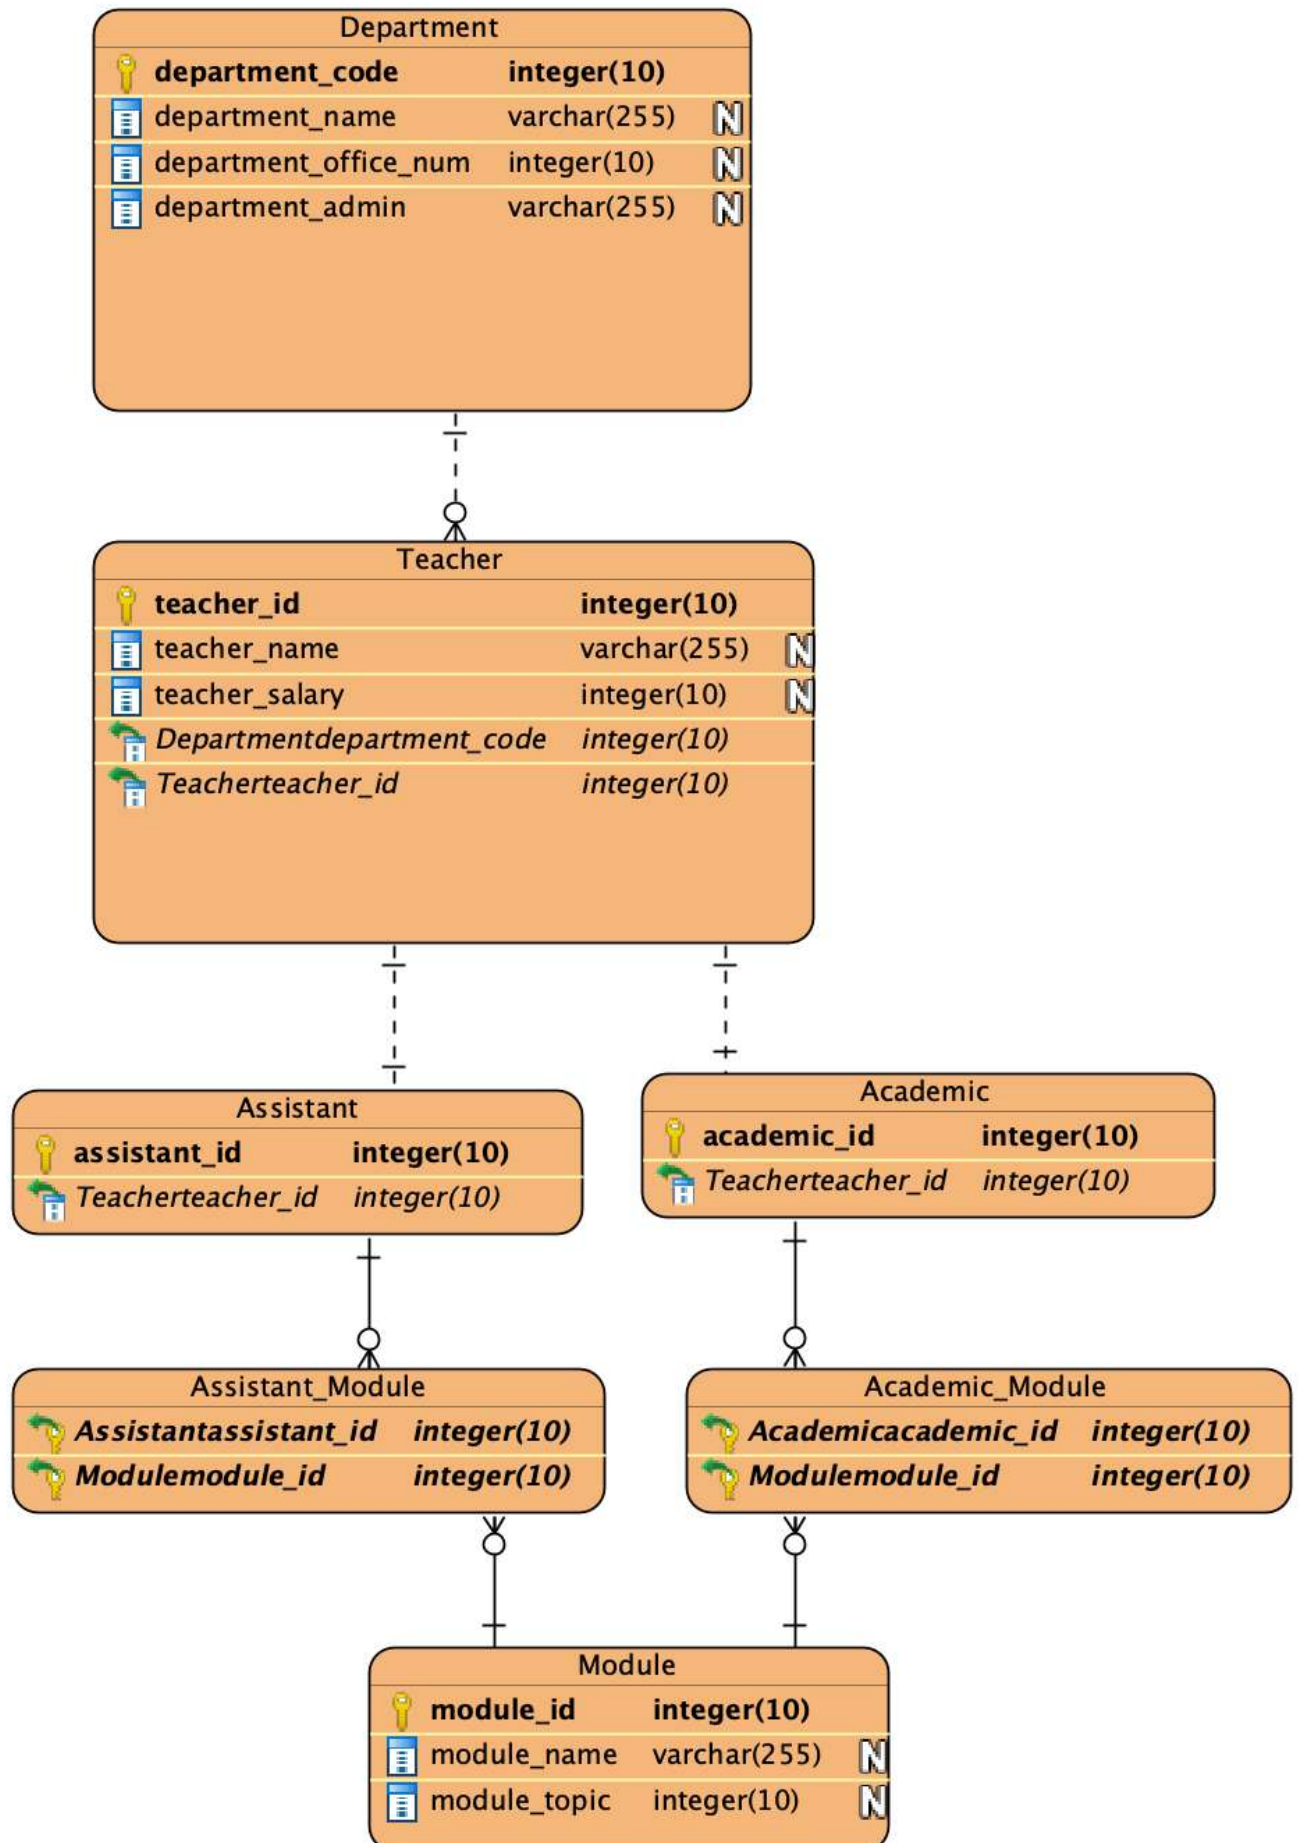 Department
department_code integer(10)
department_name varchar(255) N
department_office_num integer(10) N
department_admin varchar(255) N
Teacher
teacher_id integer(10)
teacher_name varchar(255) N
teacher_salary integer(10) N
Departmentdepartment_code integer(10)
Teacherteacher_id integer(10)
Assistant
assistant_id integer(10)
Teacherteacher_id integer(10)
Academic
academic_id integer(10)
Teacherteacher_id integer(10)
Assistant_Module
Assistantassistant_id integer(10)
Modulemodule_id integer(10)
Academic_Module
Academicacademic_id integer(10)
Modulemodule_id integer(10)
Module
module_id integer(10)
module_name varchar(255) N
module_topic integer(10) N